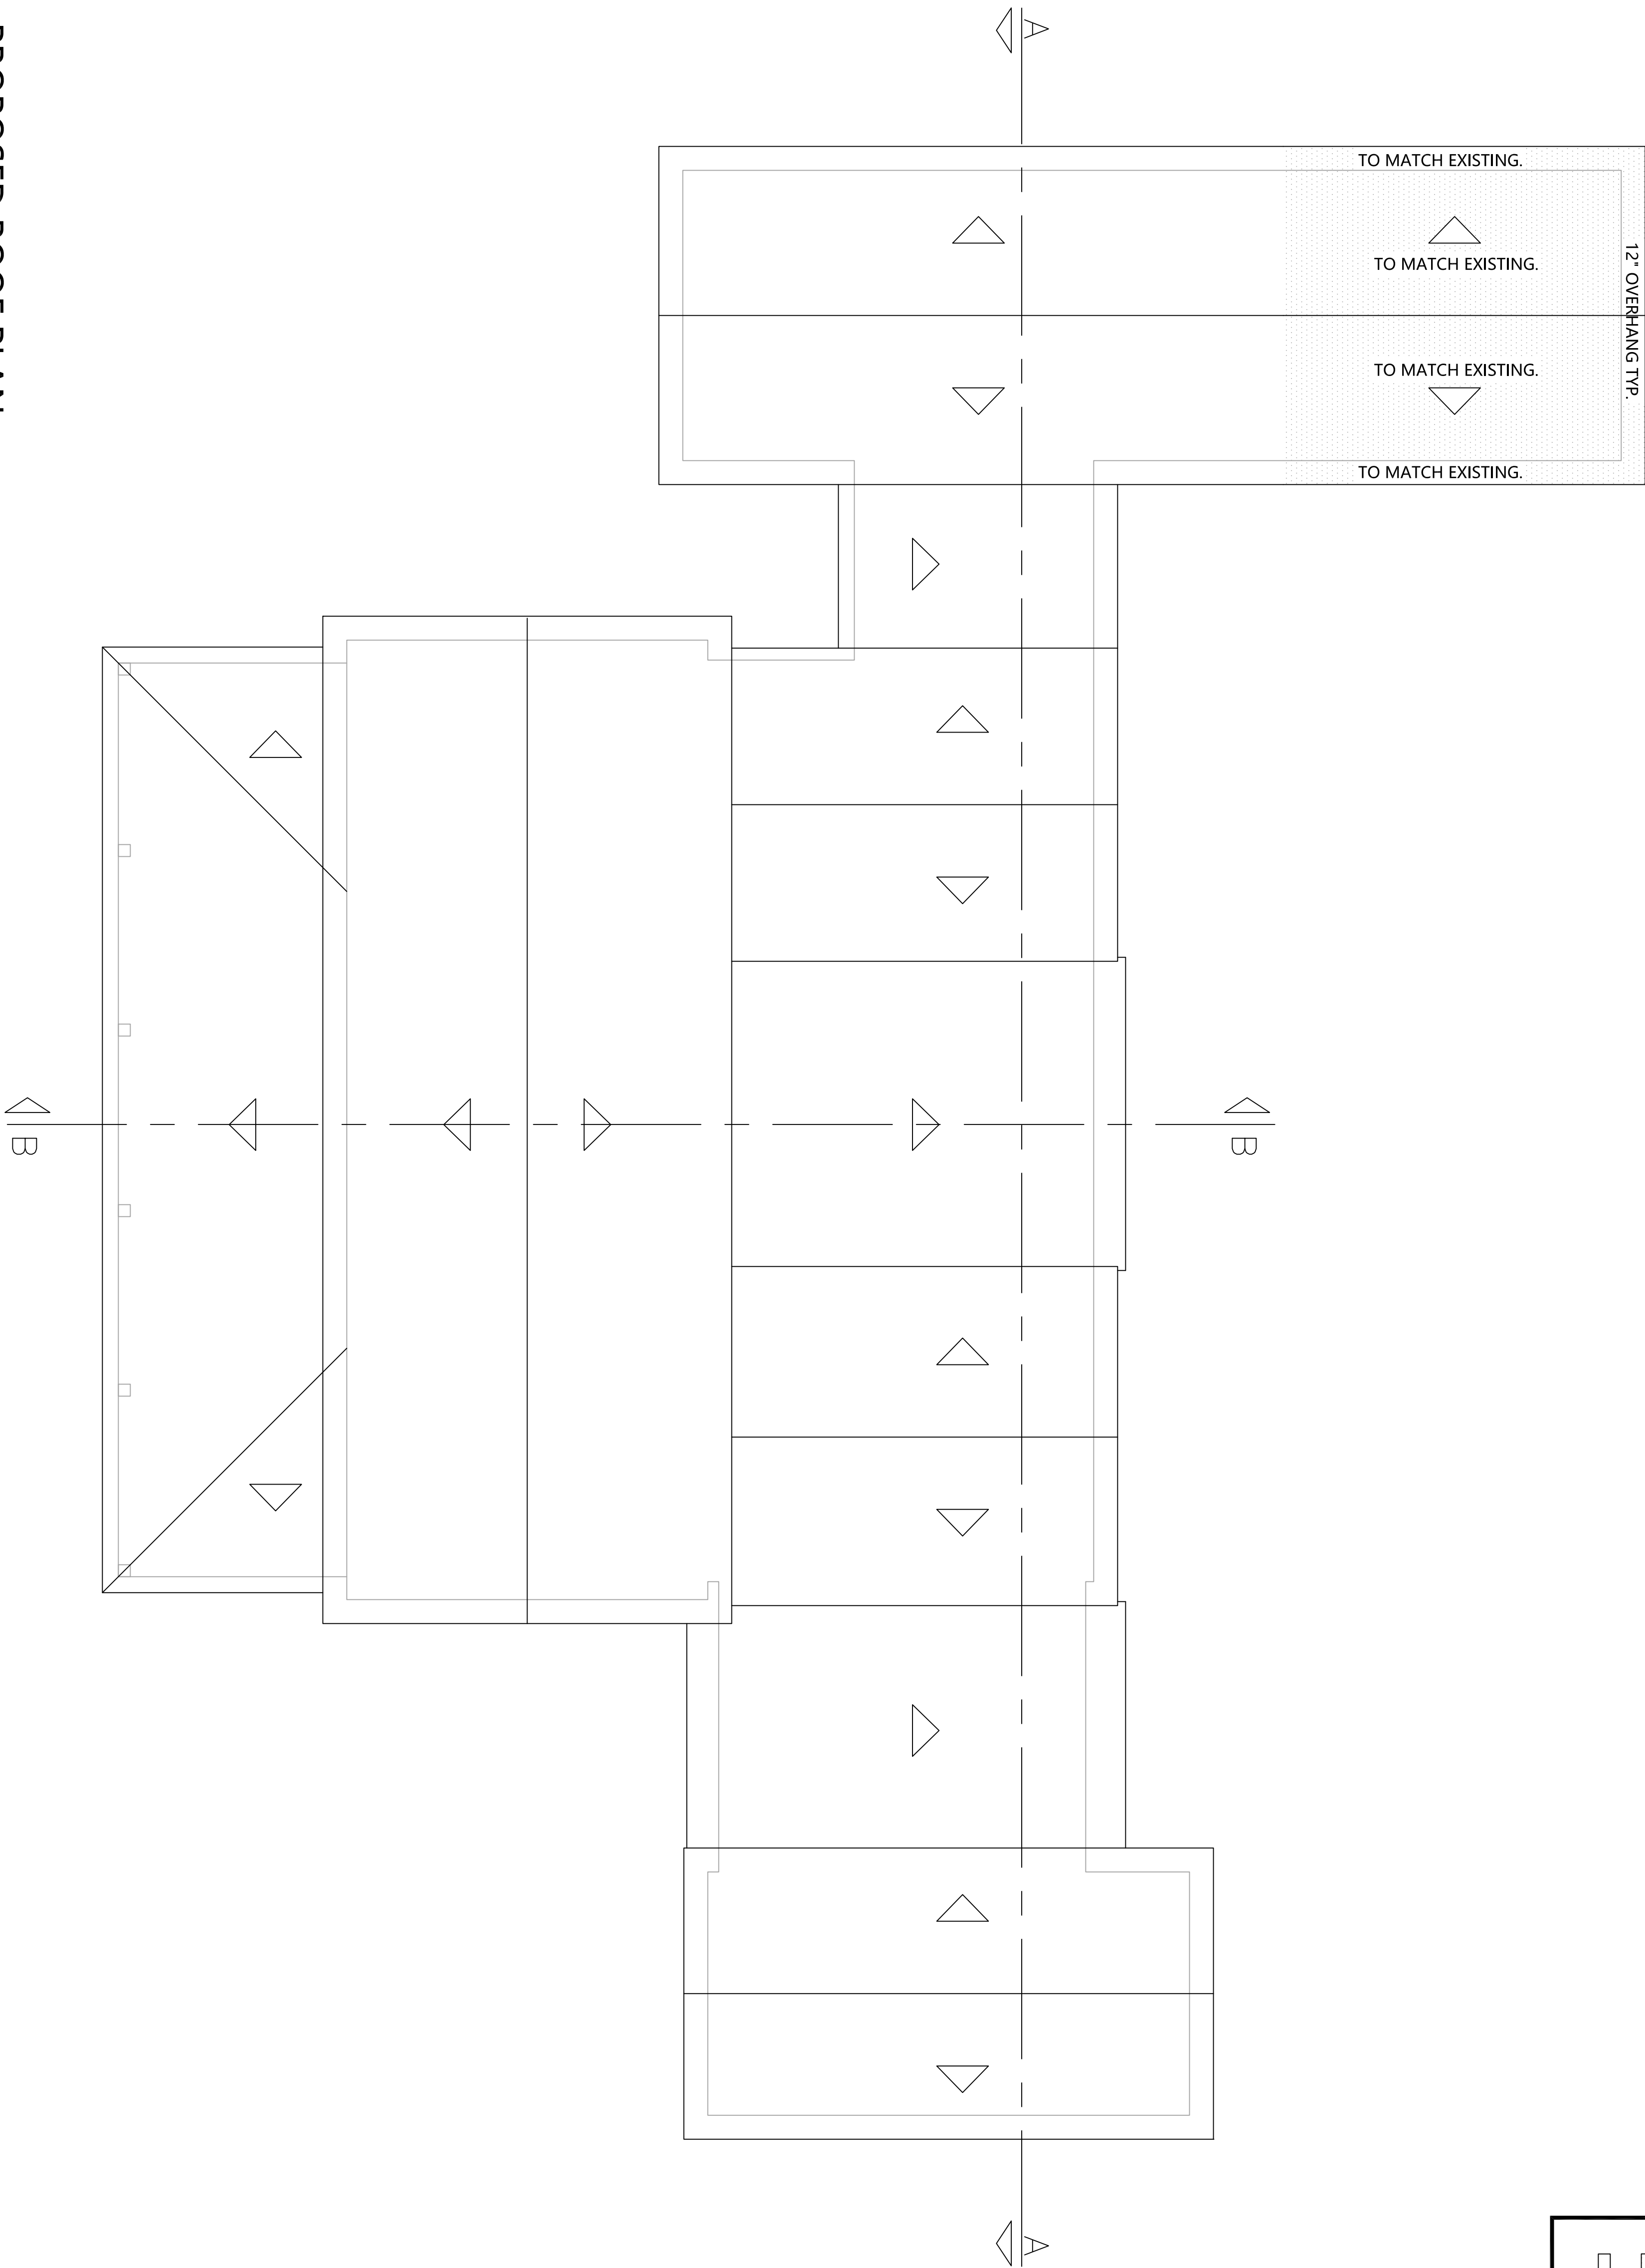 A
TO MATCH EXISTING.
TO MATCH EXISTING.
12" OVERHANG TYP.
TO MATCH EXISTING.
TO MATCH EXISTING.
B
B
A